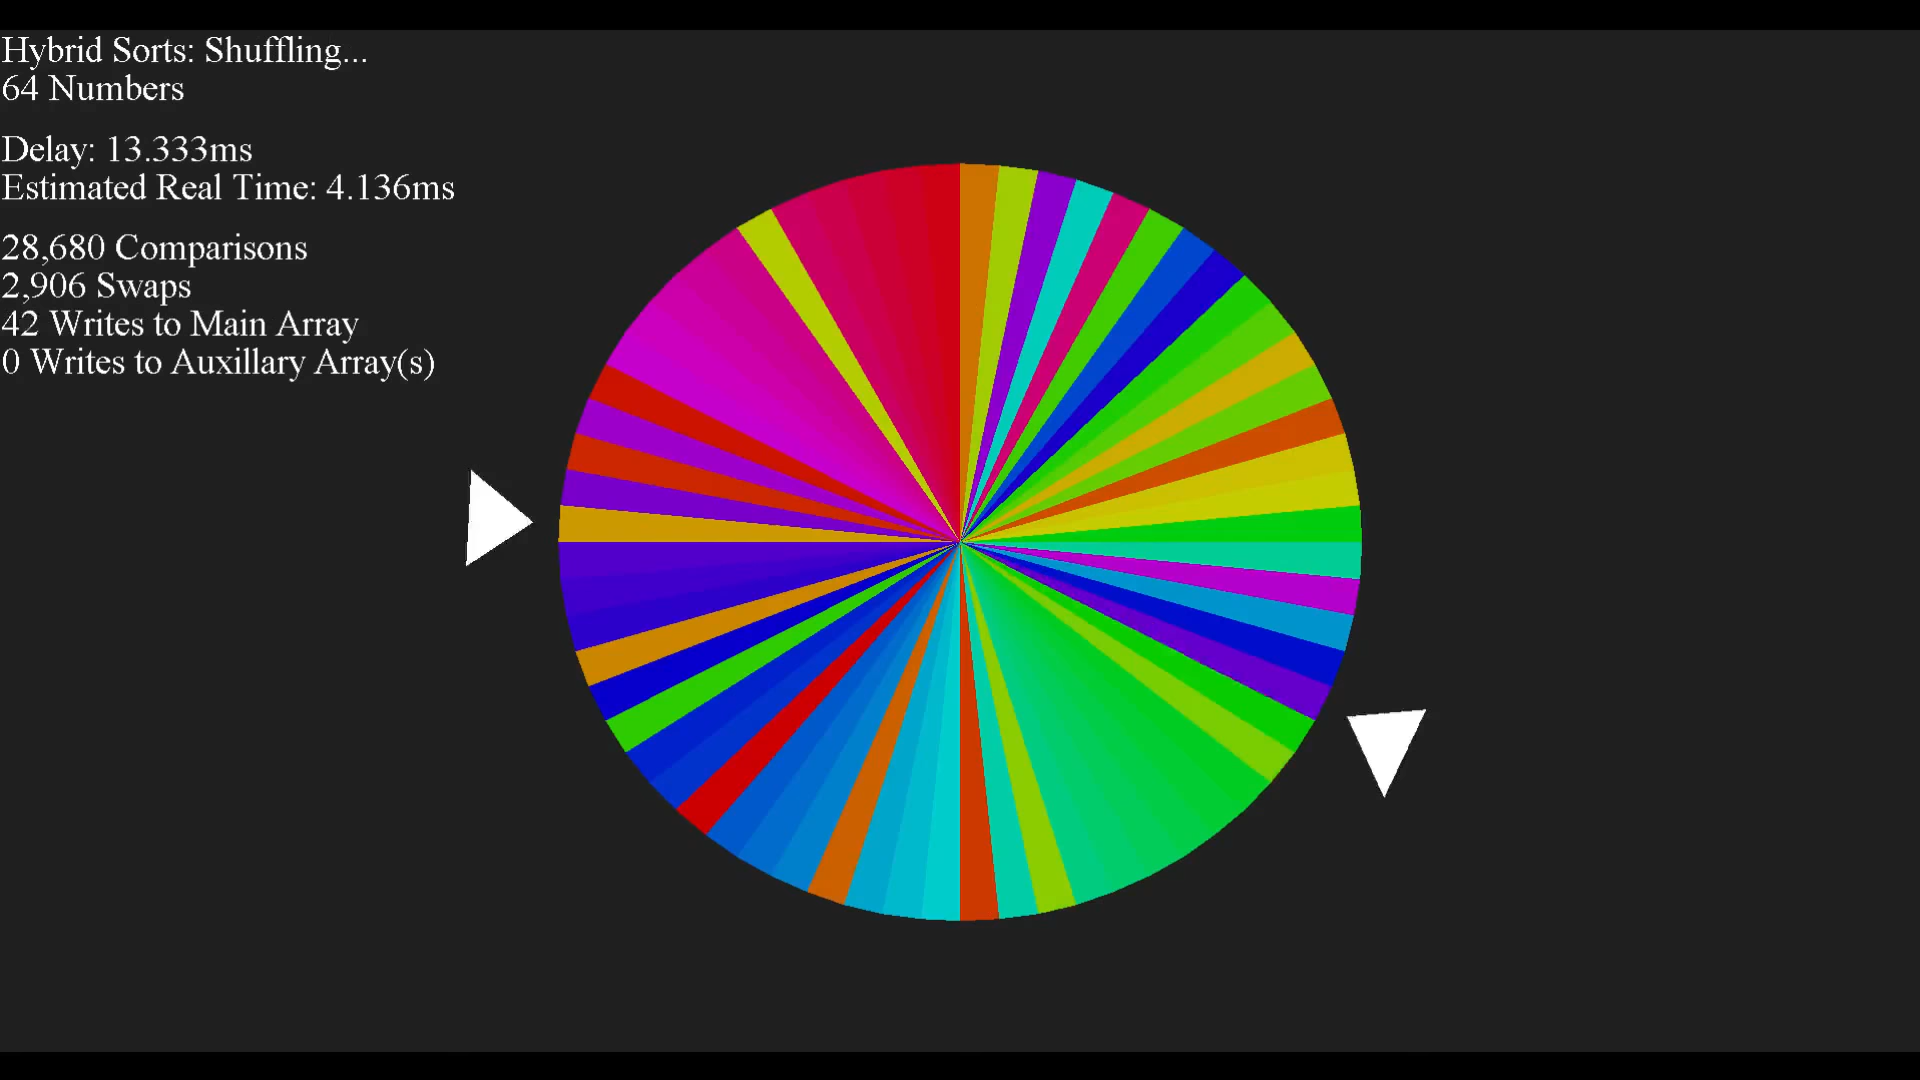 Hybrid Sorts: Shuffling...
64 Numbers
Delay: 13.333ms
Estimated Real Time: 4.136ms
28,680 Comparisons
2,906 Swaps
42 Writes to Main Array
0 Writes to Auxillary Array(s)